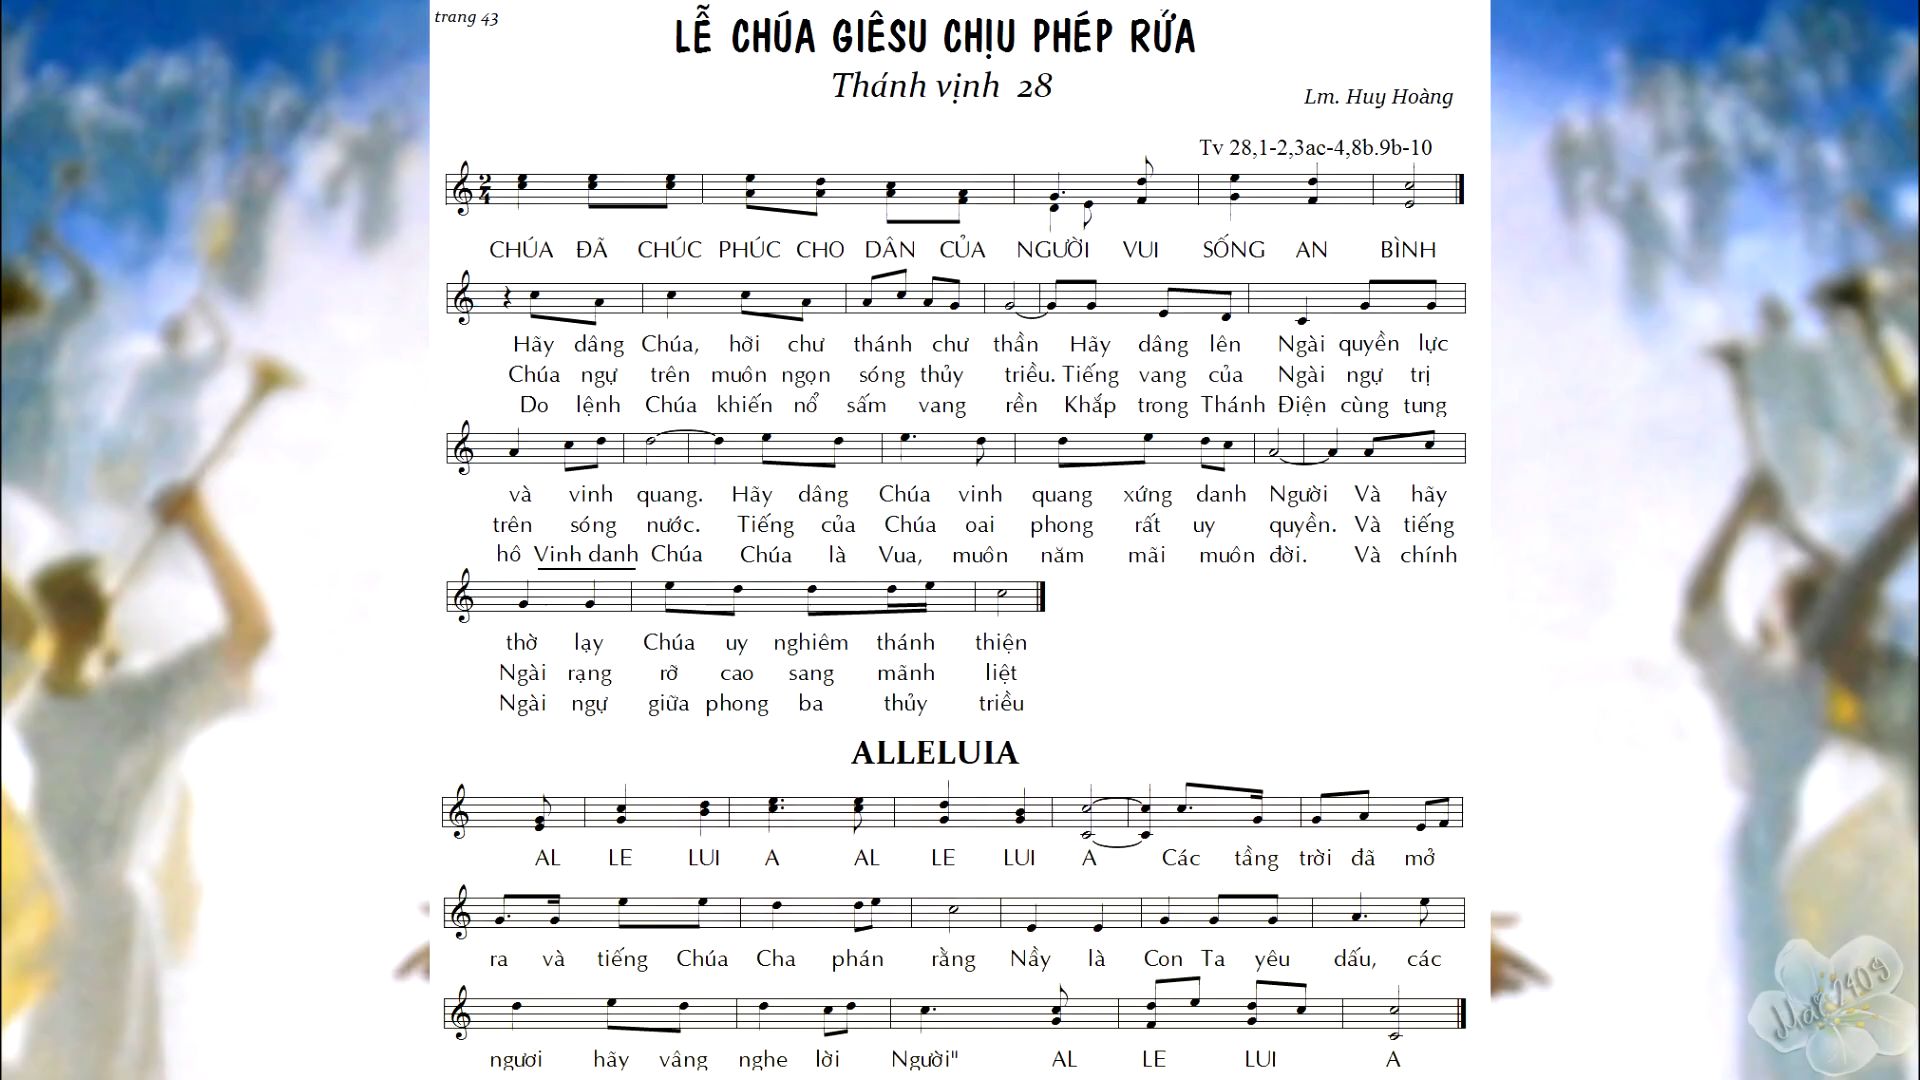 trang 43
LỄ CHÚA GIÊSU CHỊU PHÉP RỬA
Thánh vịnh 28
Lm. Huy Hoàng
Tv 28,1-2,3ac-4,8b.9b-10
2
4
CHÚA ĐÃ CHÚC PHÚC CHO DÂN CỦA NGƯỜI VUI SỐNG AN BÌNH
Hãy dâng Chúa, hỡi chư thánh chư thần Hãy dâng lên Ngài quyền lực
Chúa ngự trên muôn ngọn sóng thủy triều. Tiếng vang của Ngài ngự trị
Do lệnh Chúa khiến nổ sấm vang rền Khắp trong Thánh Điện cùng tung
và vinh quang. Hãy dâng Chúa vinh quang xứng danh Người Và hãy
trên sóng nước. Tiếng của Chúa oai phong rất uy quyền. Và tiếng
hô Vinh danh Chúa Chúa là Vua, muôn năm mãi muôn đời. Và chính
thờ lạy Chúa uy nghiêm thánh thiện
Ngài rạng rỡ cao sang mãnh liệt
Ngài ngự giữa phong ba thủy triều
ALLELUIA
AL LE LUI A AL LE LUI A Các tầng trời đã mở
ra và tiếng Chúa Cha phán rằng Nầy là Con Ta yêu dấu, các
ngươi hãy vâng nghe lời Người" AL LE LUI A